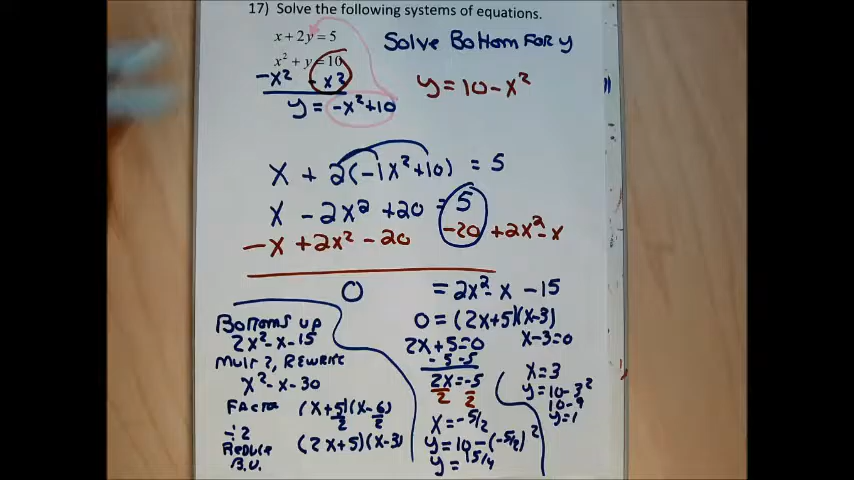 17) Solve the following systems of equations.
x + 2y = 5
Solve Bottom For y
x² + y = 10
-x² - x²
y = 10 - x²
y = -x² + 10
x + 2(-1x² + 10) = 5
x - 2x² + 20 = 5
-x + 2x² - 20 -20 + 2x² - x
0 = 2x² - x - 15
Bottoms up
2x² - x - 15
Mult 2, Rewrite
x² - x - 30
Factor (x+5)(x-6)
2 2
÷2
Reduce (2x+5)(x-3)
B.U.
0 = (2x+5)(x-3)
2x+5=0
-5 -5
2x = -5
2 2
x = -5/2
y = 10 - (-5/2)²
y = 15/4
x-3=0
x = 3
y = 10 - 3²
10 - 9
y = 1